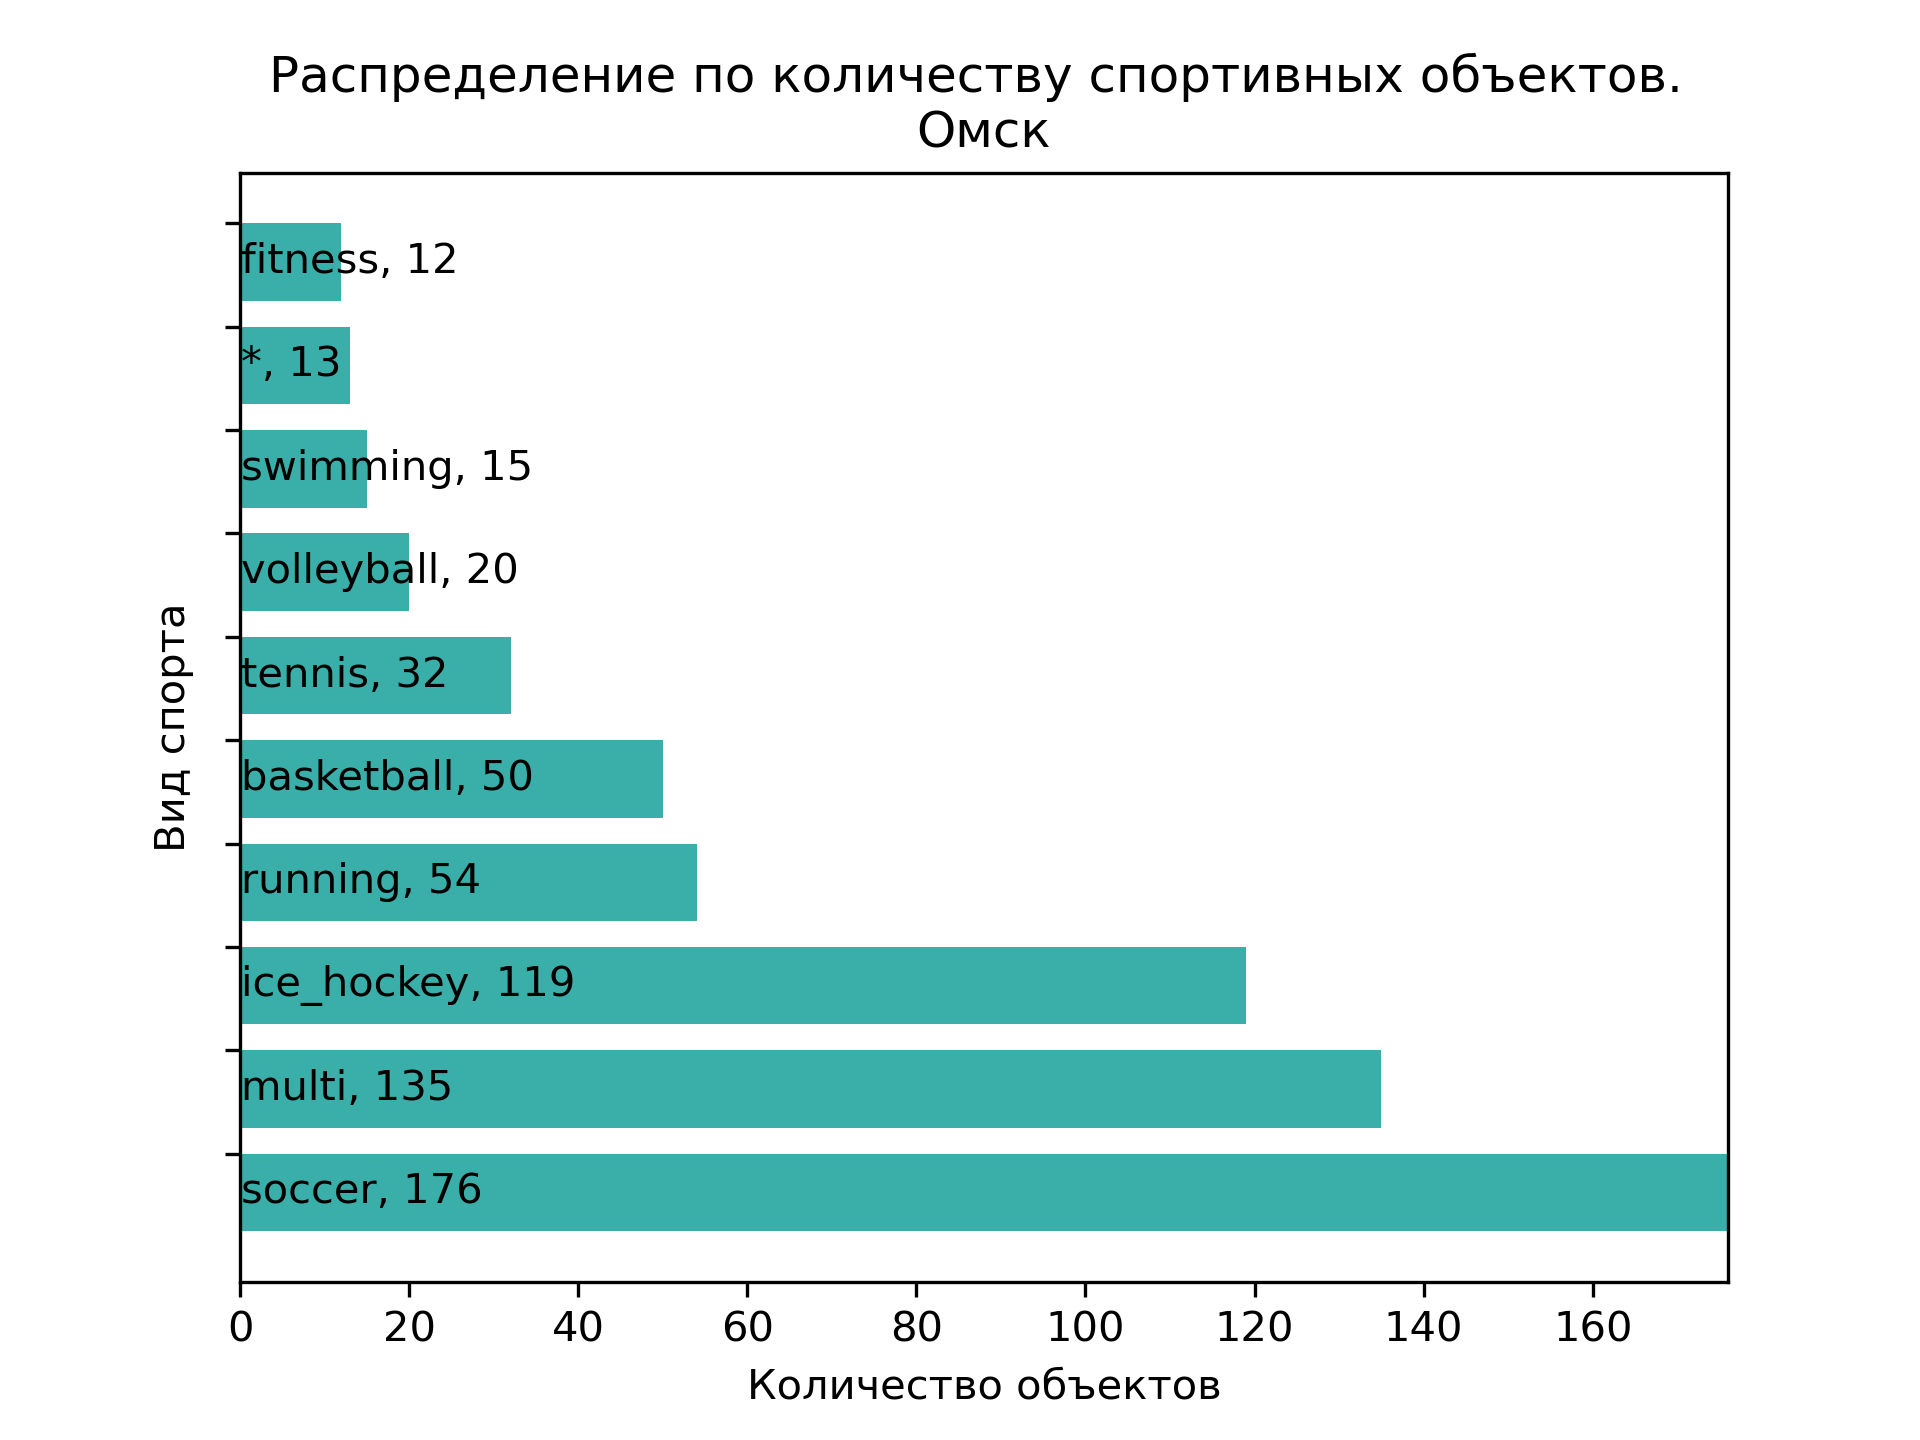 Распределение по количеству спортивных объектов.
Омск
Вид спорта
fitness, 12
*, 13
swimming, 15
volleyball, 20
tennis, 32
basketball, 50
running, 54
ice_hockey, 119
multi, 135
soccer, 176
0 20 40 60 80 100 120 140 160
Количество объектов